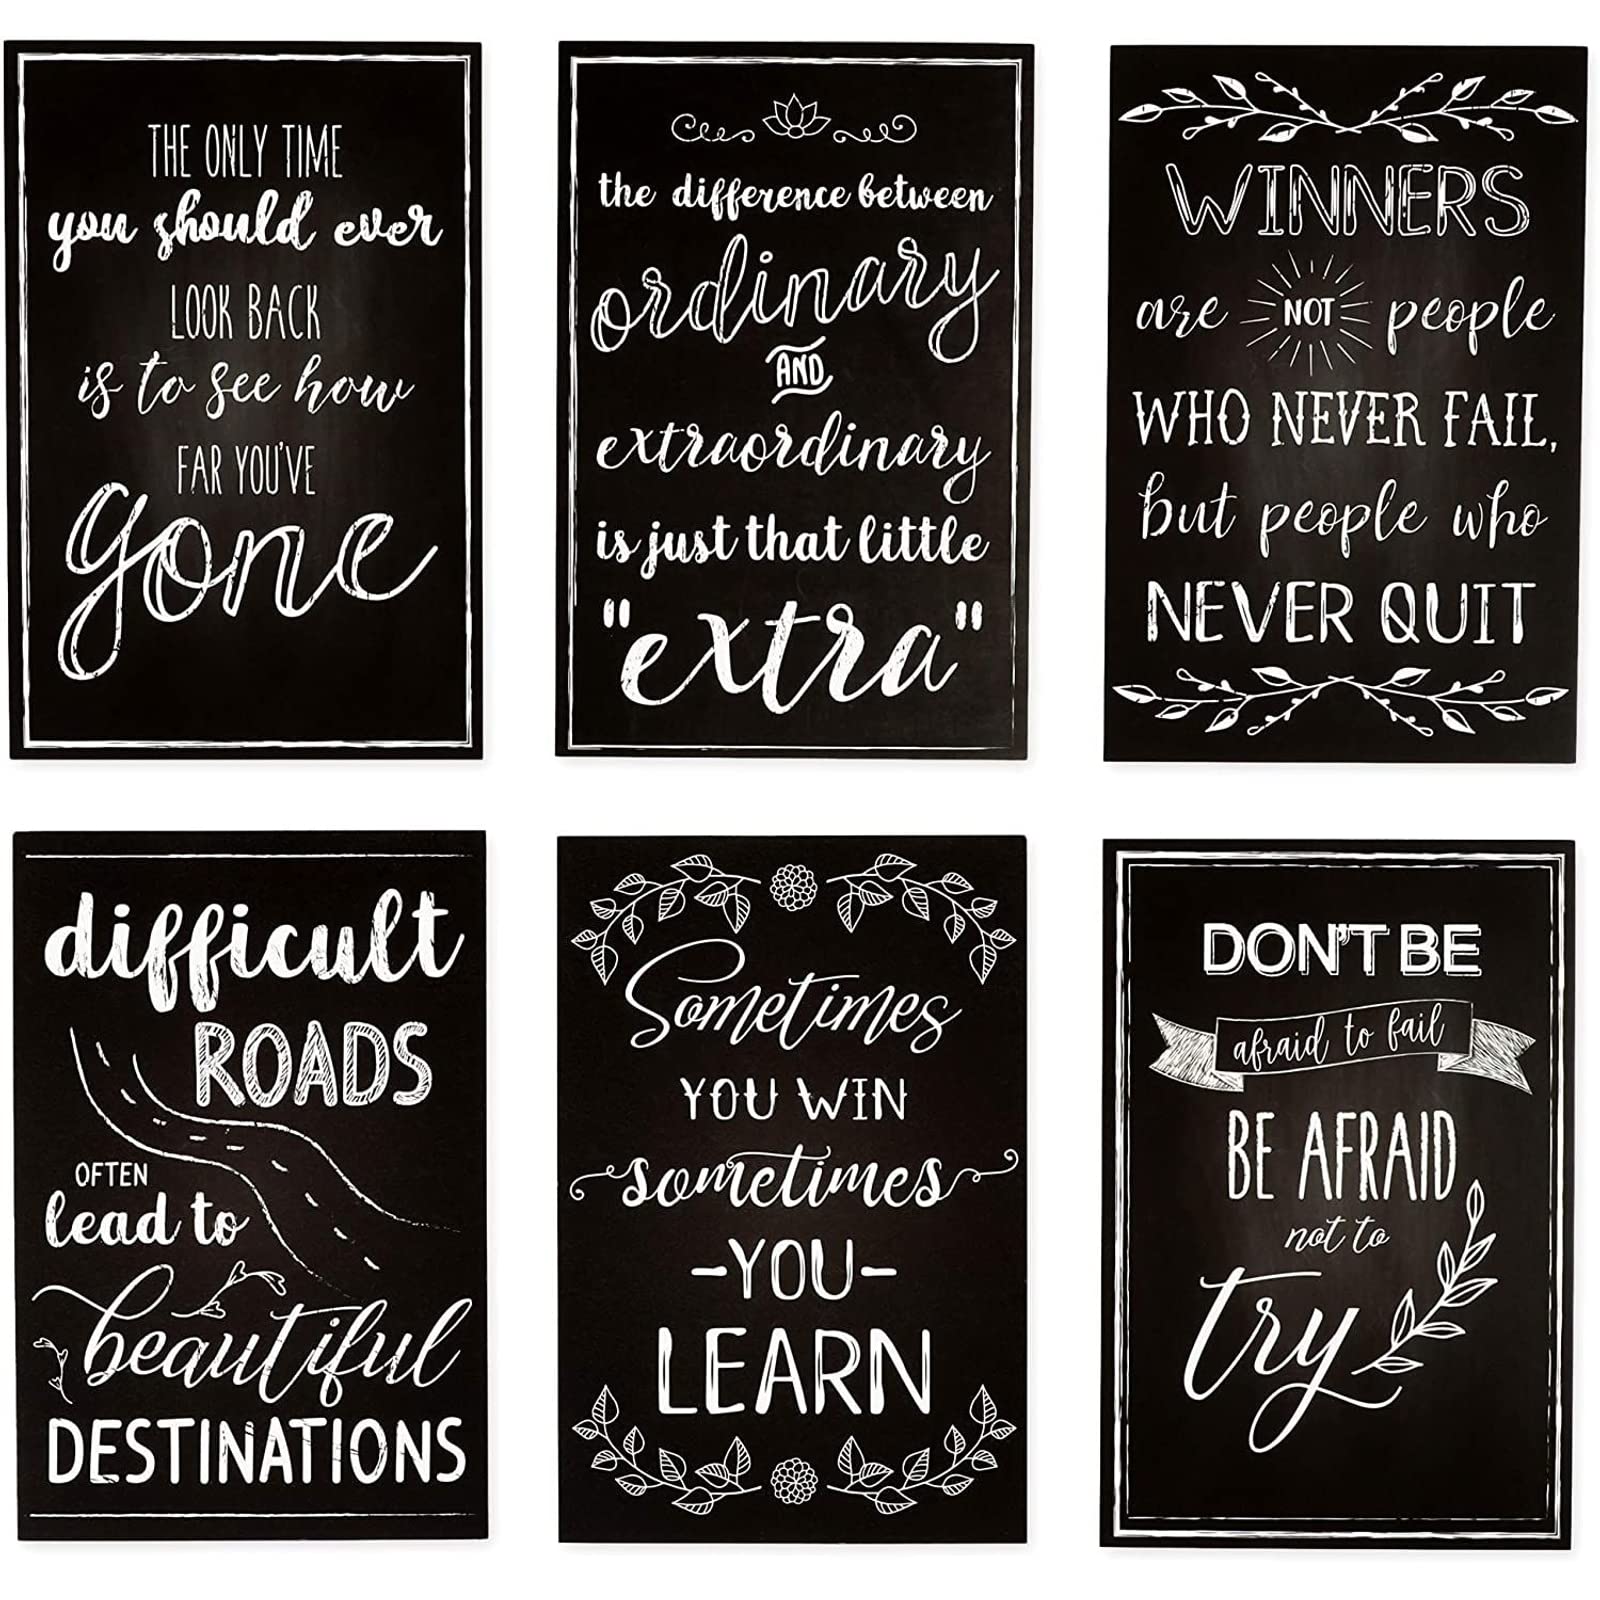 THE ONLY TIME
you should ever
LOOK BACK
is to see how
FAR YOU'VE
gone
the difference between
ordinary
AND
extraordinary
is just that little
"extra"
WINNERS
are NOT people
WHO NEVER FAIL,
but people who
NEVER QUIT
difficult
ROADS
OFTEN
lead to
beautiful
DESTINATIONS
Sometimes
YOU WIN
sometimes
-YOU-
LEARN
DON'T BE
afraid to fail
BE AFRAID
not to
try